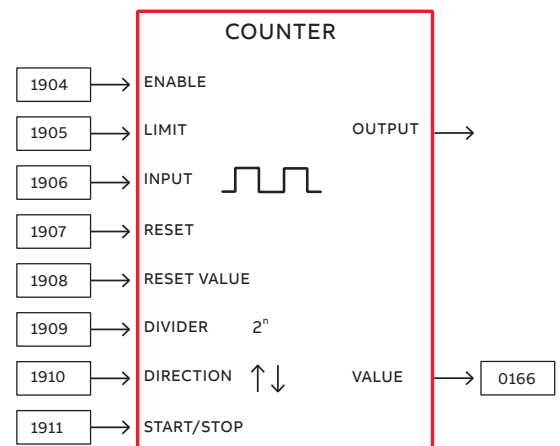 COUNTER
1904 ENABLE
1905 LIMIT OUTPUT
1906 INPUT
1907 RESET
1908 RESET VALUE
1909 DIVIDER 2ⁿ
1910 DIRECTION VALUE 0166
1911 START/STOP